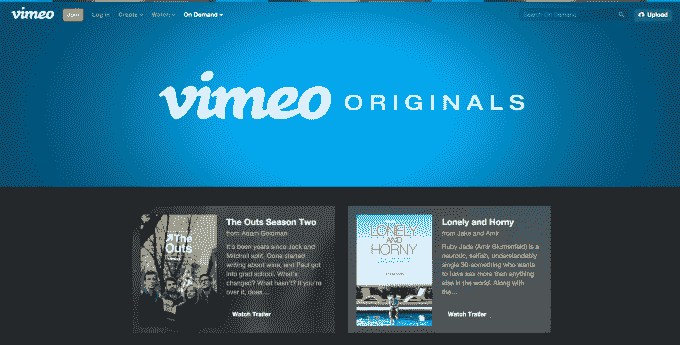 vimeo Join Log in Create Watch On Demand Search On Demand Upload
vimeo ORIGINALS
The Outs
The Outs Season Two
from Adam Goldman
It's been years since Jack and
Mitchell split. Oona started
writing about wine, and Paul got
into grad school. What's
changed? What hasn't? If you're
over it, does...
Watch Trailer
LONELY
AND
HORNY
Lonely and Horny
from Jake and Amir
Ruby Jade (Amir Blumenfeld) is a
neurotic, selfish, understandably
single 30-something who wants
to have sex more than anything
else in the world. Along with
the...
Watch Trailer